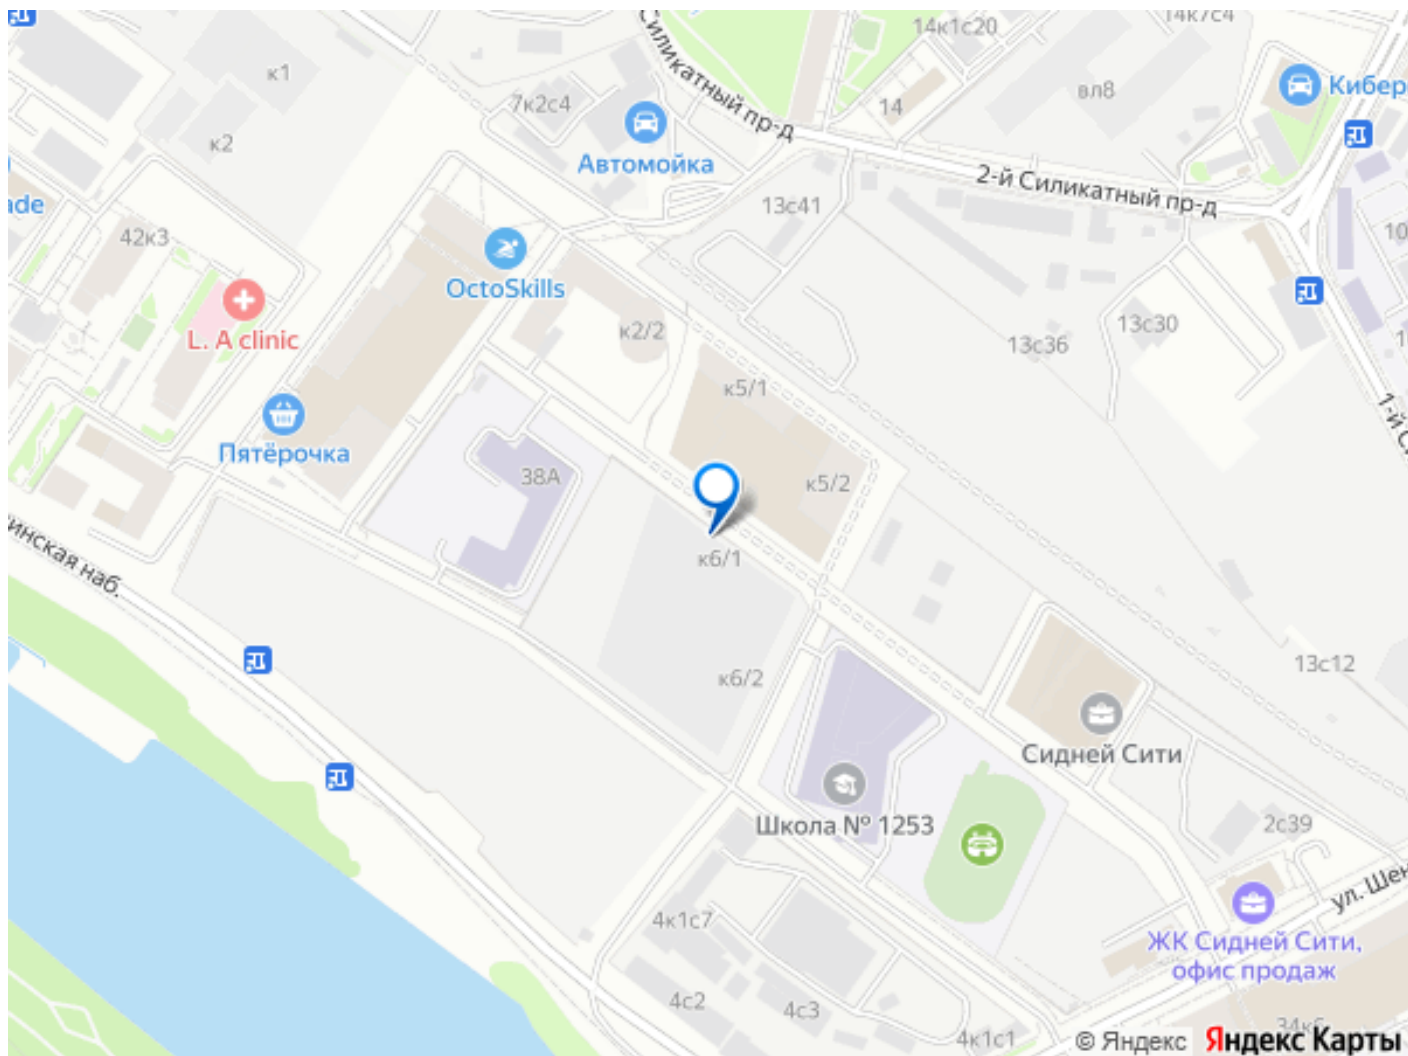 14к1с20
14к7с4
к1
Силикатный пр-д
вл8
Кибер
7к2с4
14
к2
Автомойка
2-й Силикатный пр-д
ade
13с41
42к3
OctoSkills
L. A clinic
к2/2
13с36
13с30
к5/1
1-й С
Пятёрочка
38А
к5/2
инская наб.
к6/1
13с12
к6/2
Сидней Сити
Школа № 1253
2с39
ул. Шен
4к1с7
ЖК Сидней Сити,
офис продаж
4с2
4с3
4к1с1
34к6
© Яндекс Яндекс Карты